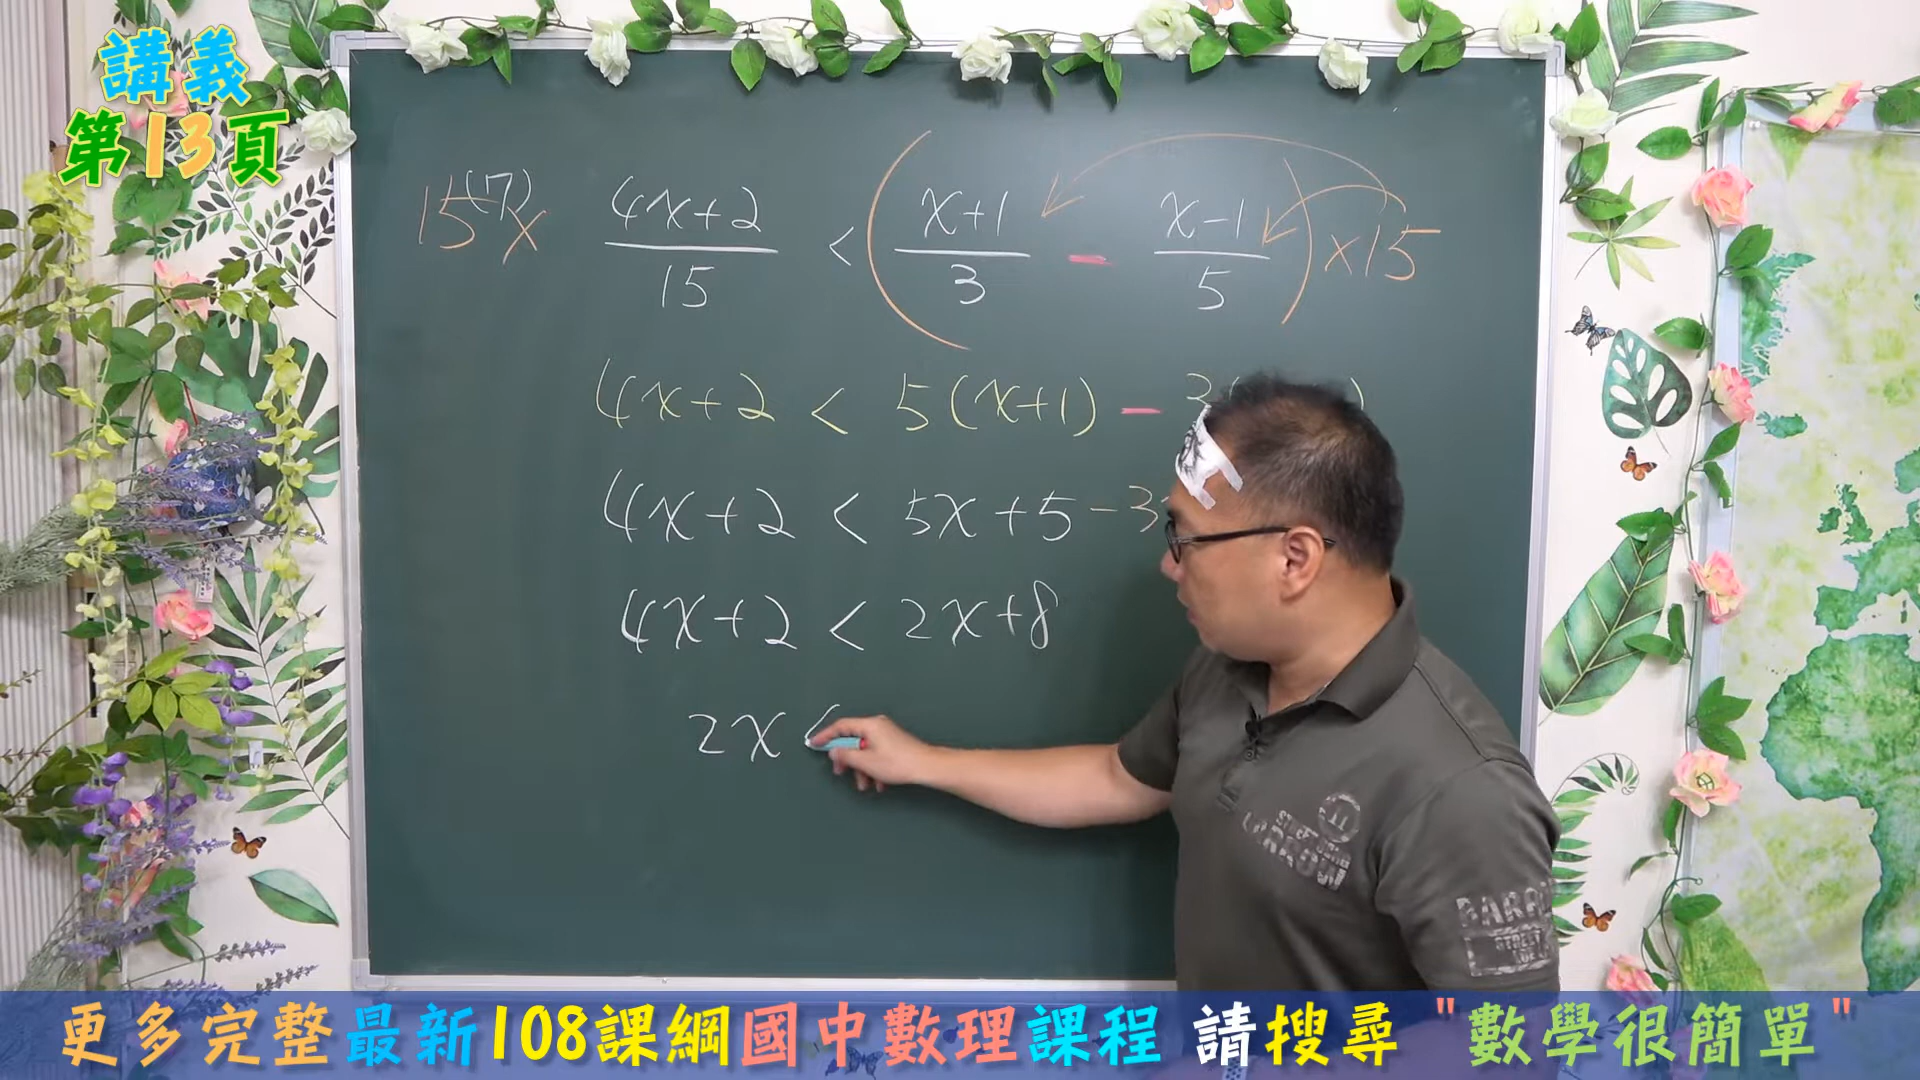 講義
第13頁
(7)
15× (4x+2)/15 < ((x+1)/3 - (x-1)/5)×15
4x+2 < 5(x+1) - 3(
4x+2 < 5x+5-3
4x+2 < 2x+8
2x <
更多完整最新108課綱國中數理課程 請搜尋 "數學很簡單"